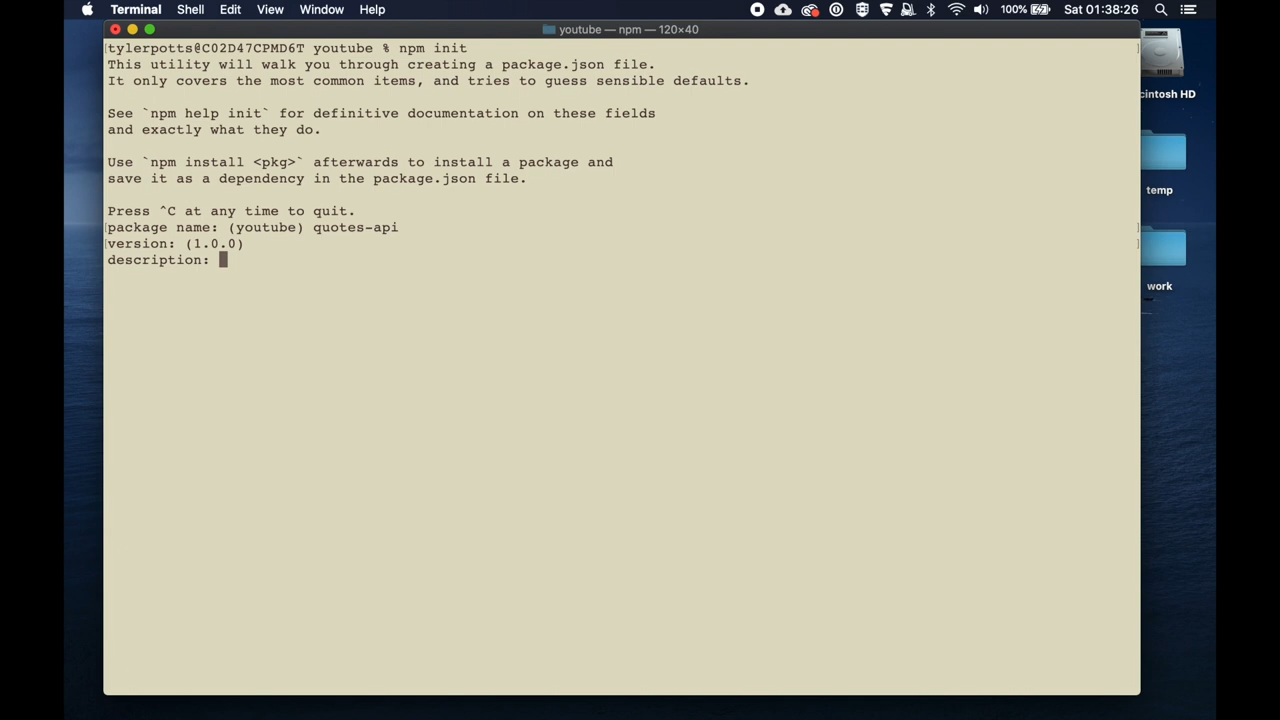 Terminal Shell Edit View Window Help 100% Sat 01:38:26
youtube — npm — 120×40
tylerpotts@C02D47CPMD6T youtube % npm init
This utility will walk you through creating a package.json file.
It only covers the most common items, and tries to guess sensible defaults.
See `npm help init` for definitive documentation on these fields
and exactly what they do.
Use `npm install <pkg>` afterwards to install a package and
save it as a dependency in the package.json file.
Press ^C at any time to quit.
package name: (youtube) quotes-api
version: (1.0.0)
description:
cintosh HD
temp
work